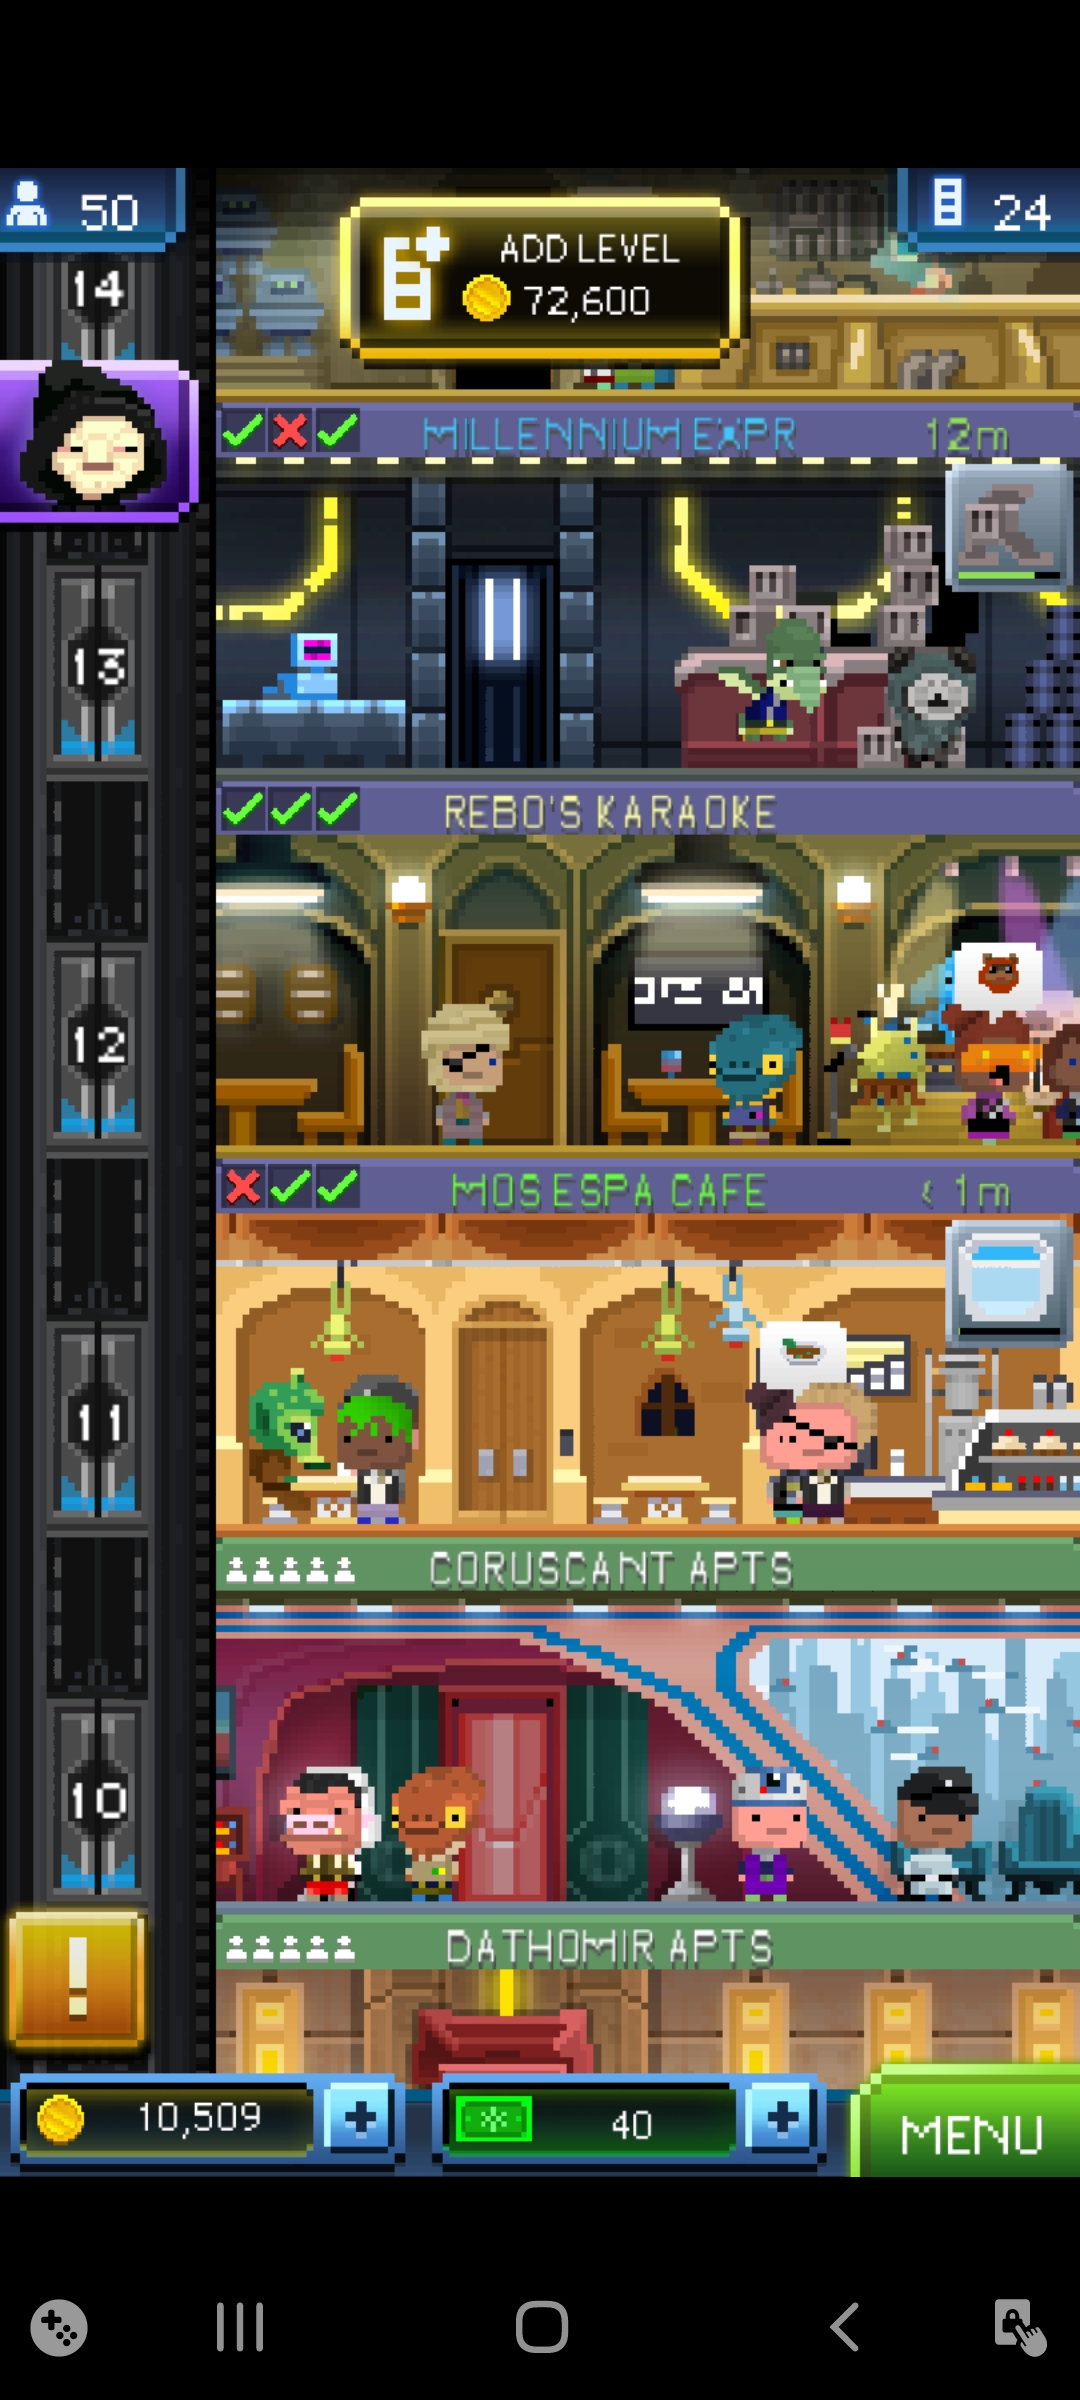 50
24
ADD LEVEL
72,600
14
MILLENNIUM EXPR
12m
13
REBO'S KARAOKE
12
MOS ESPA CAFE
< 1m
11
CORUSCANT APTS
10
DATHOMIR APTS
!
10,509
+
40
+
MENU